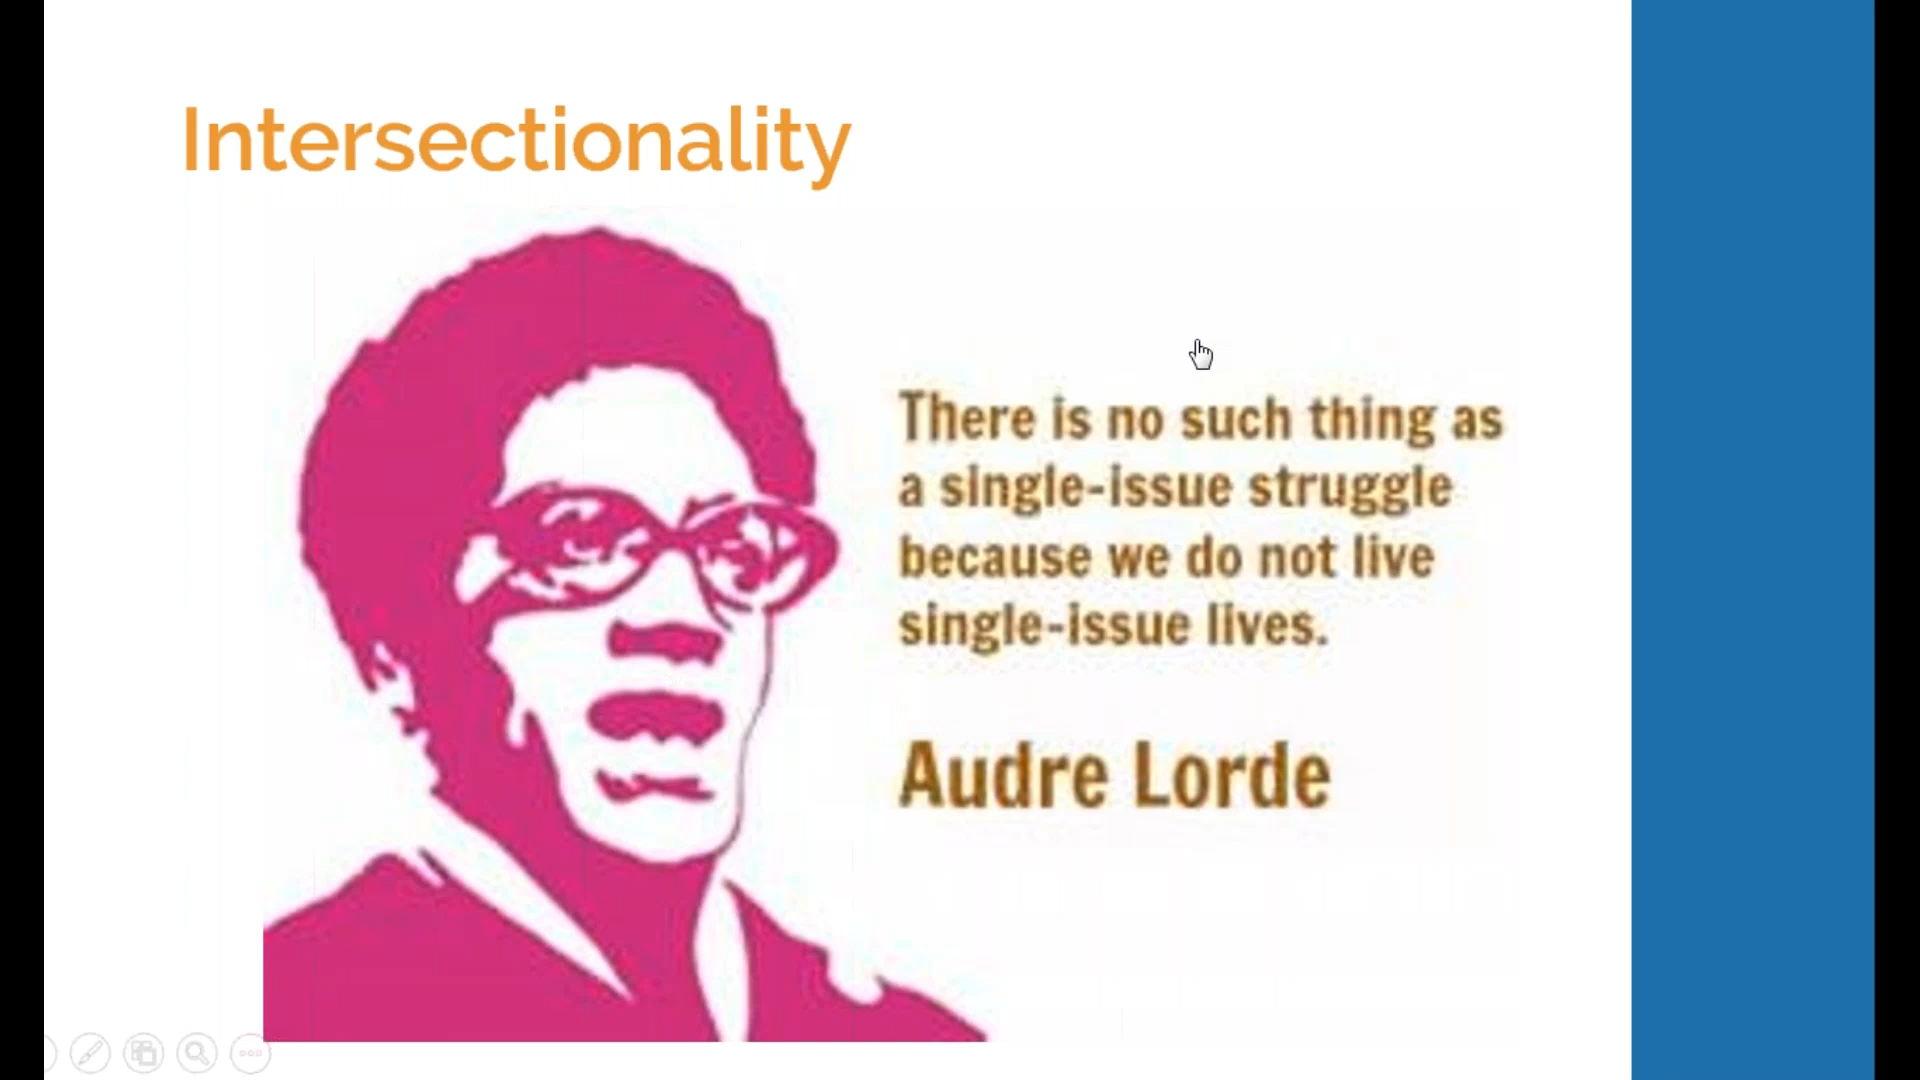 Intersectionality
There is no such thing as
a single-issue struggle
because we do not live
single-issue lives.
Audre Lorde